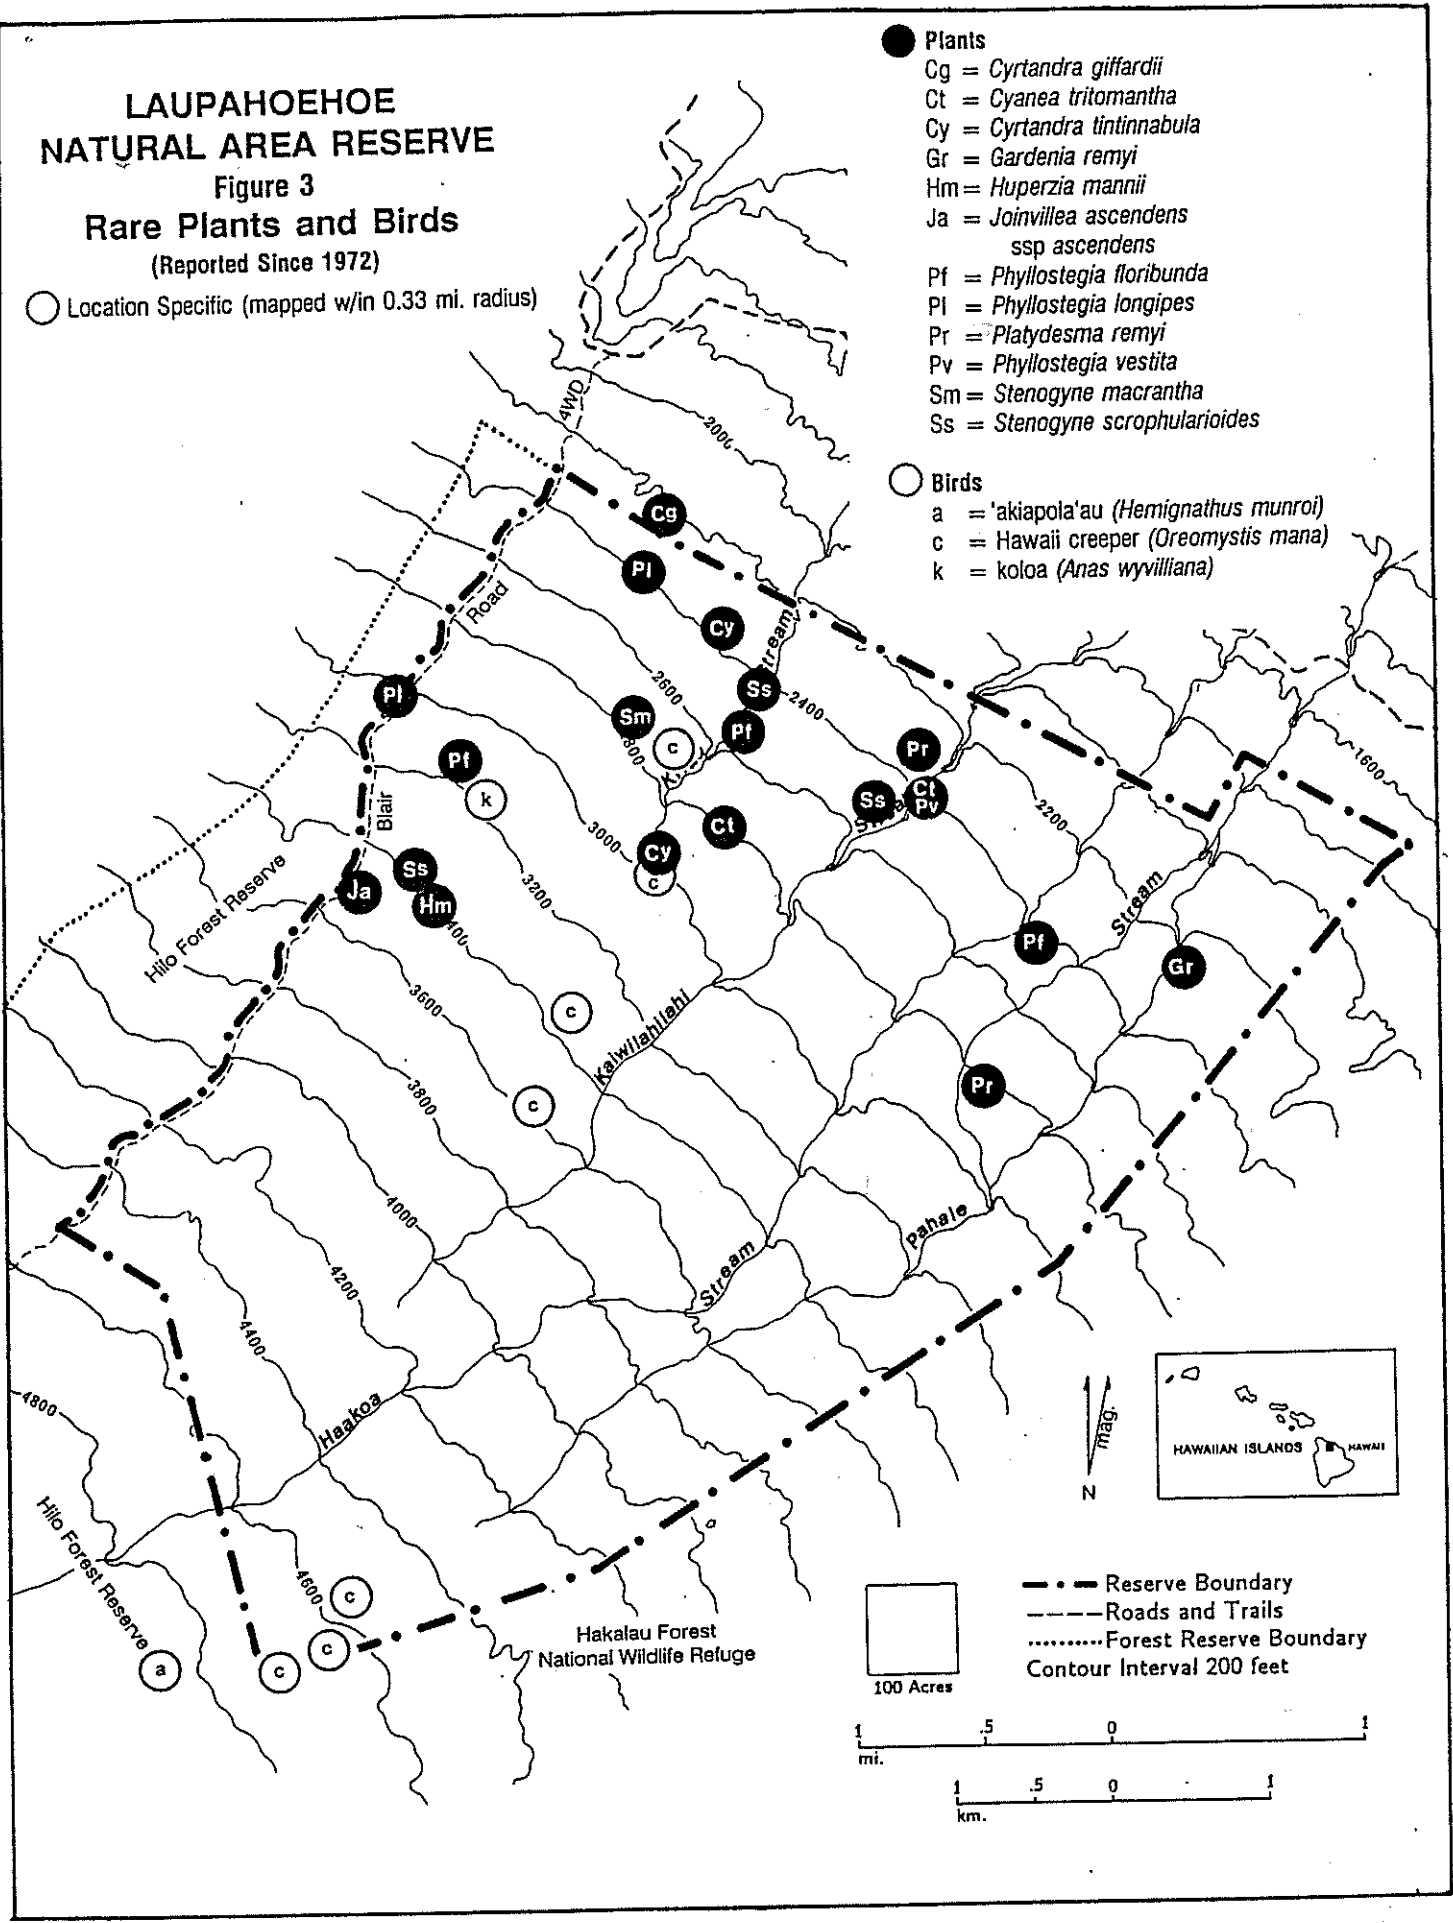 LAUPAHOEHOE
NATURAL AREA RESERVE
Figure 3
Rare Plants and Birds
(Reported Since 1972)
Location Specific (mapped w/in 0.33 mi. radius)
Plants
Cg = Cyrtandra giffardii
Ct = Cyanea tritomantha
Cy = Cyrtandra tintinnabula
Gr = Gardenia remyi
Hm = Huperzia mannii
Ja = Joinvillea ascendens
ssp ascendens
Pf = Phyllostegia floribunda
Pl = Phyllostegia longipes
Pr = Platydesma remyi
Pv = Phyllostegia vestita
Sm = Stenogyne macrantha
Ss = Stenogyne scrophularioides
Birds
a = 'akiapola'au (Hemignathus munroi)
c = Hawaii creeper (Oreomystis mana)
k = koloa (Anas wyvilliana)
4WD
2000
Cg
Pl
Road
Cy
Stream
Pl
2600
Ss
2400
Sm
Pf
c
Pr
1600
Pf
k
Blair
Ss
Ct
Pv
2200
3000
Ct
Cy
c
Ss
Ja
Hm
3200
Hilo Forest Reserve
Stream
Pf
Gr
3600
c
Kaiwilahilahi
3800
c
Pr
4000
Pahale
Stream
4200
4400
4800
Haakoa
mag.
N
HAWAIIAN ISLANDS
HAWAII
Hilo Forest Reserve
4600
c
c
c
a
Hakalau Forest
National Wildlife Refuge
100 Acres
Reserve Boundary
Roads and Trails
Forest Reserve Boundary
Contour Interval 200 feet
1 .5 0 1
mi.
1 .5 0 1
km.